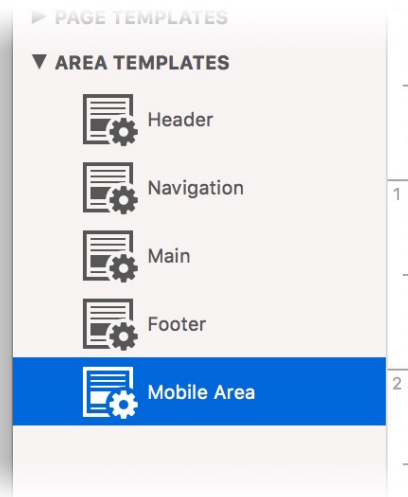 ▶ PAGE TEMPLATES
▼ AREA TEMPLATES
Header
Navigation
1
Main
Footer
2
Mobile Area